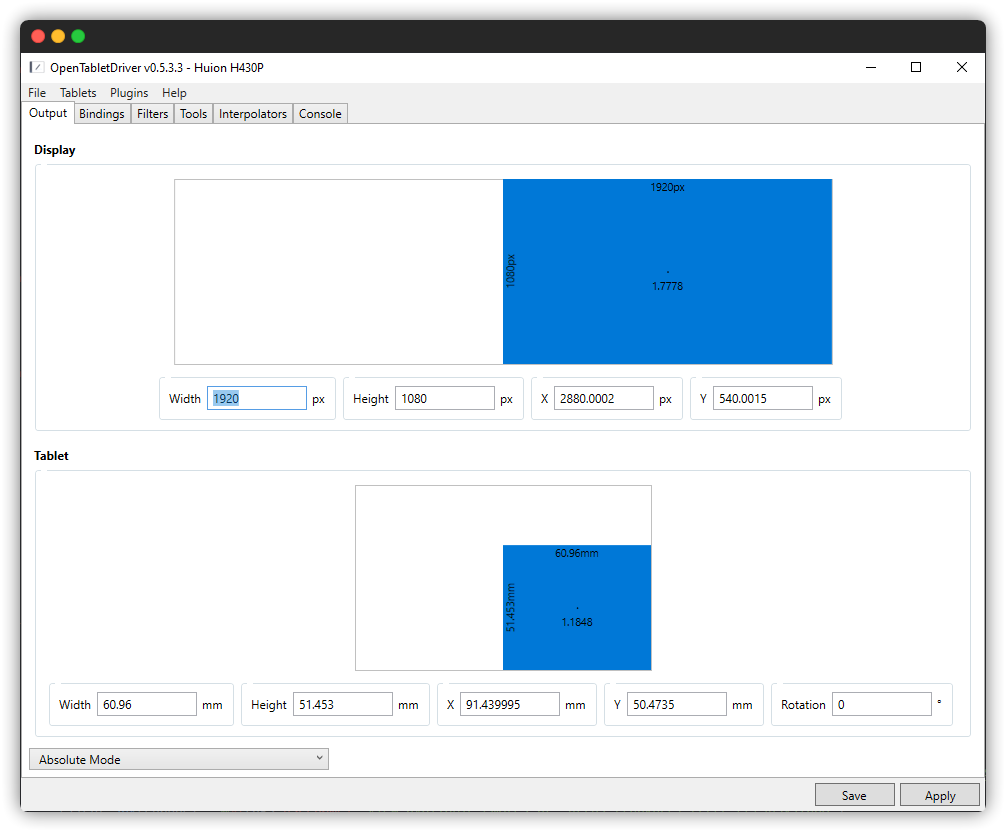 OpenTabletDriver v0.5.3.3 - Huion H430P
File Tablets Plugins Help
Output Bindings Filters Tools Interpolators Console
Display
1920px
1080px
1.7778
Width 1920 px Height 1080 px X 2880.0002 px Y 540.0015 px
Tablet
60.96mm
51.453mm
1.1848
Width 60.96 mm Height 51.453 mm X 91.439995 mm Y 50.4735 mm Rotation 0 °
Absolute Mode
Save Apply